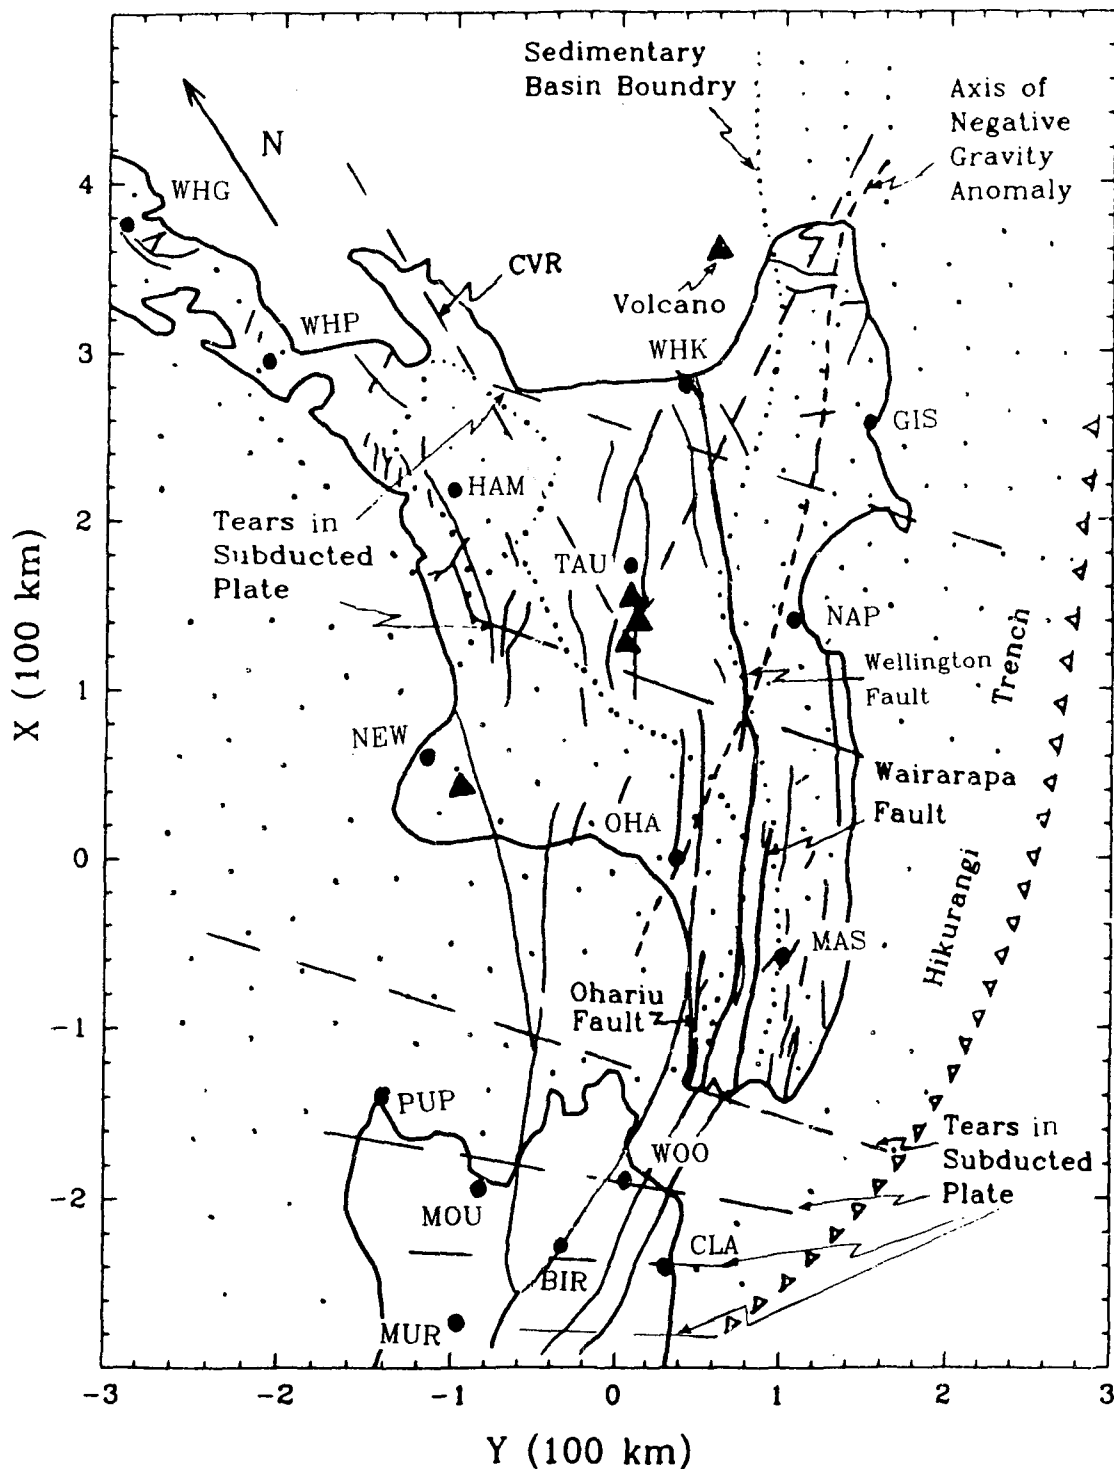 Sedimentary
Basin Boundry
Axis of
Negative
Gravity
Anomaly
N
WHG
CVR
Volcano
WHP
WHK
GIS
HAM
Tears in
Subducted
Plate
TAU
NAP
Trench
Wellington
Fault
NEW
Wairarapa
Fault
OHA
Hikurangi
MAS
Ohariu
Fault
PUP
WOO
Tears in
Subducted
Plate
MOU
CLA
BIR
MUR
4
3
2
1
0
-1
-2
X (100 km)
-3 -2 -1 0 1 2 3
Y (100 km)